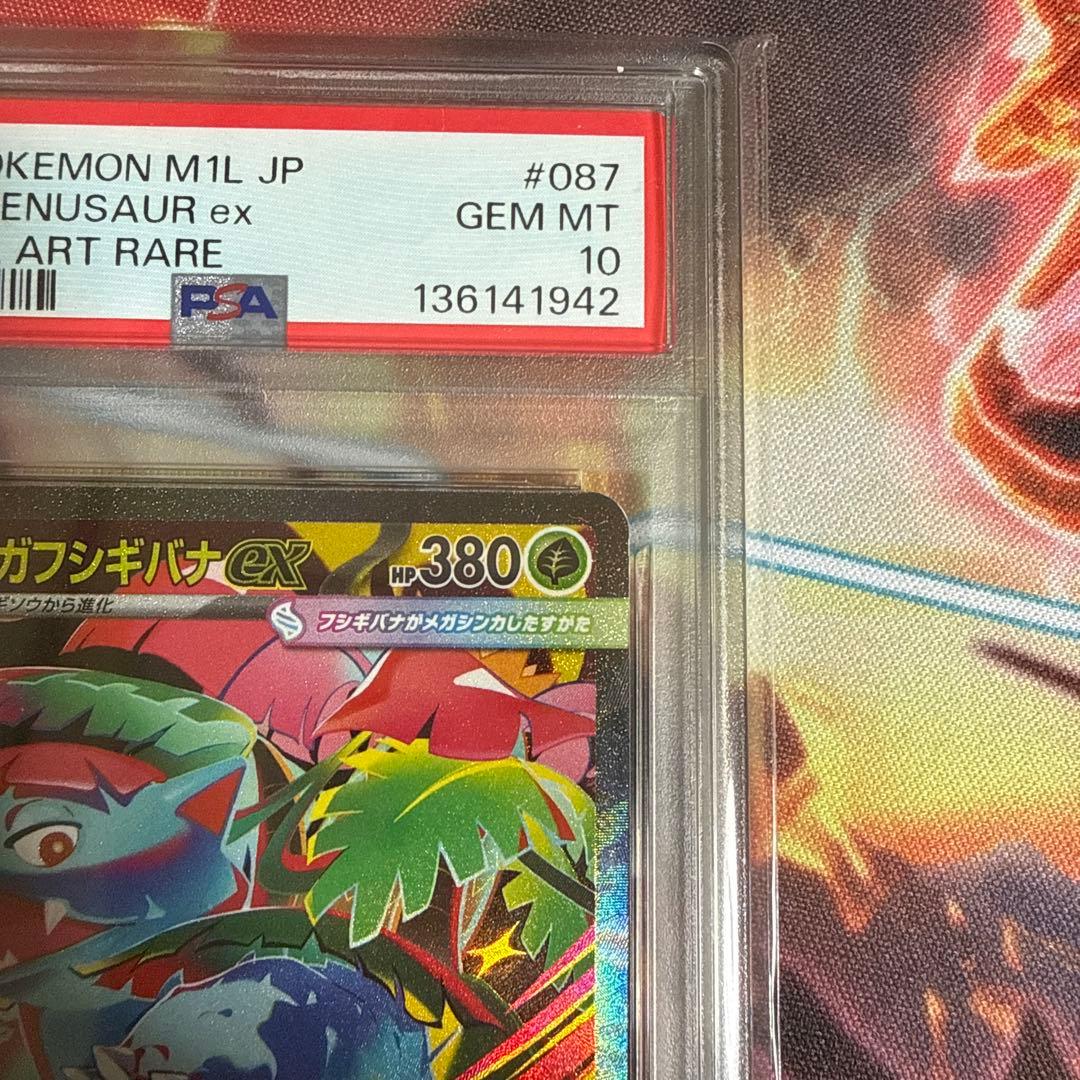 OKEMON M1L JP #087
ENUSAUR ex GEM MT
ART RARE 10
PSA 136141942
ガフシギバナex HP380
ギソウから進化
フシギバナがメガシンカしたすがた